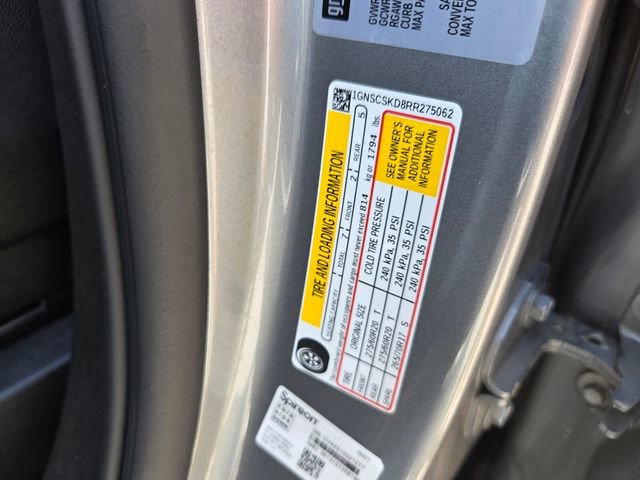 GVWR
GCWR
RGAW
CURB
MAX PA
SA
CONVE
MAX TO
1GNSCSKD8RR275062
TIRE AND LOADING INFORMATION
SEATING CAPACITY TOTAL 7 FRONT 2 REAR 5
The combined weight of occupants and cargo must never exceed 814 kg or 1794 lbs.
TIRE ORIGINAL SIZE COLD TIRE PRESSURE
FRONT 275/60R20 T 240 kPa, 35 PSI
REAR 275/60R20 T 240 kPa, 35 PSI
SPARE 265/70R17 S 240 kPa, 35 PSI
SEE OWNER'S
MANUAL FOR
ADDITIONAL
INFORMATION
Spireon